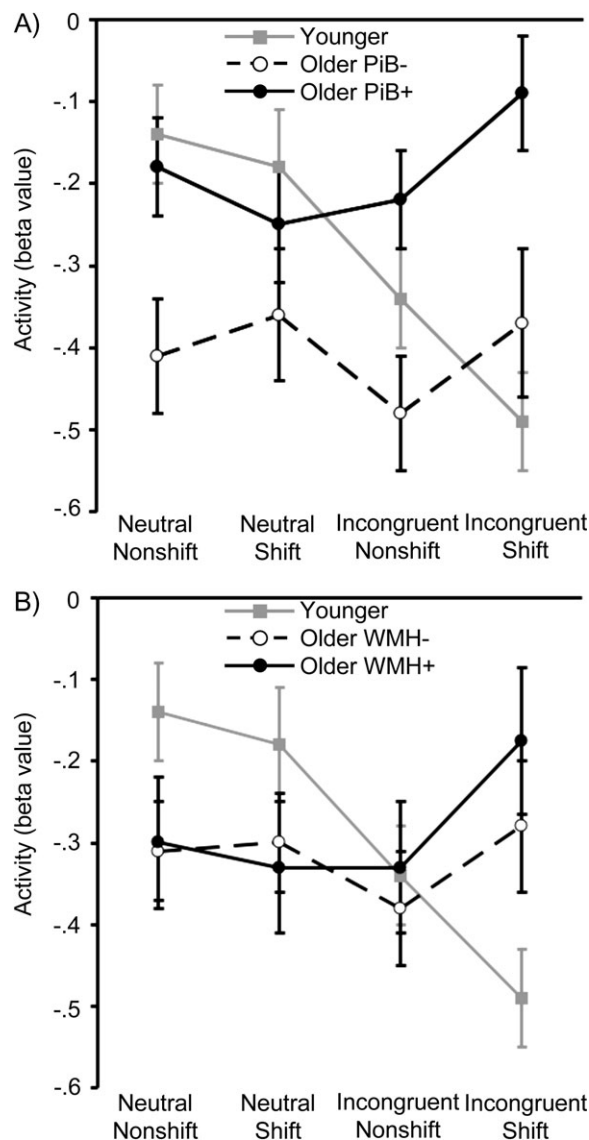 A)
0
-.1
-.2
-.3
-.4
-.5
-.6
Activity (beta value)
Younger
Older PiB-
Older PiB+
Neutral Nonshift
Neutral Shift
Incongruent Nonshift
Incongruent Shift
B)
0
-.1
-.2
-.3
-.4
-.5
-.6
Activity (beta value)
Younger
Older WMH-
Older WMH+
Neutral Nonshift
Neutral Shift
Incongruent Nonshift
Incongruent Shift